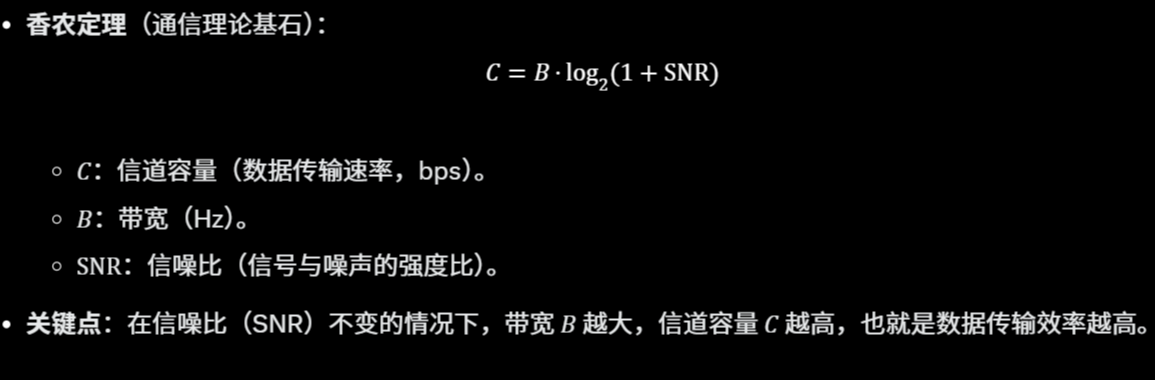 • 香农定理（通信理论基石）：
C = B · log₂(1 + SNR)
○ C：信道容量（数据传输速率，bps）。
○ B：带宽（Hz）。
○ SNR：信噪比（信号与噪声的强度比）。
• 关键点：在信噪比（SNR）不变的情况下，带宽 B 越大，信道容量 C 越高，也就是数据传输效率越高。